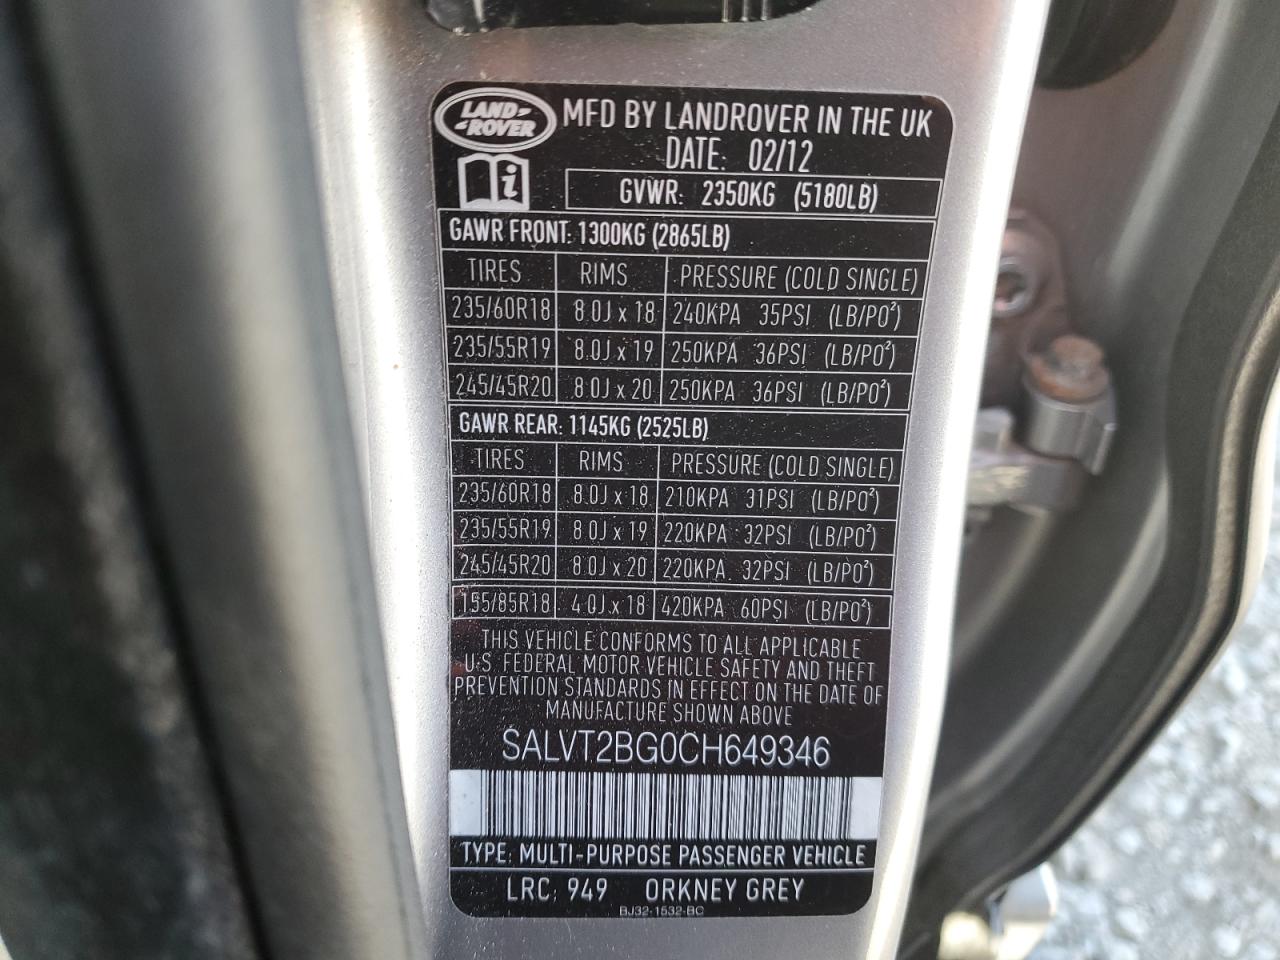 LAND-
-ROVER
MFD BY LANDROVER IN THE UK
DATE: 02/12
i
GVWR: 2350KG (5180LB)
GAWR FRONT: 1300KG (2865LB)
TIRES RIMS PRESSURE (COLD SINGLE)
235/60R18 8.0J x 18 240KPA 35PSI (LB/PO²)
235/55R19 8.0J x 19 250KPA 36PSI (LB/PO²)
245/45R20 8.0J x 20 250KPA 36PSI (LB/PO²)
GAWR REAR: 1145KG (2525LB)
TIRES RIMS PRESSURE (COLD SINGLE)
235/60R18 8.0J x 18 210KPA 31PSI (LB/PO²)
235/55R19 8.0J x 19 220KPA 32PSI (LB/PO²)
245/45R20 8.0J x 20 220KPA 32PSI (LB/PO²)
155/85R18 4.0J x 18 420KPA 60PSI (LB/PO²)
THIS VEHICLE CONFORMS TO ALL APPLICABLE
U.S. FEDERAL MOTOR VEHICLE SAFETY AND THEFT
PREVENTION STANDARDS IN EFFECT ON THE DATE OF
MANUFACTURE SHOWN ABOVE
SALVT2BG0CH649346
TYPE: MULTI-PURPOSE PASSENGER VEHICLE
LRC: 949 ORKNEY GREY
BJ32-1532-BC